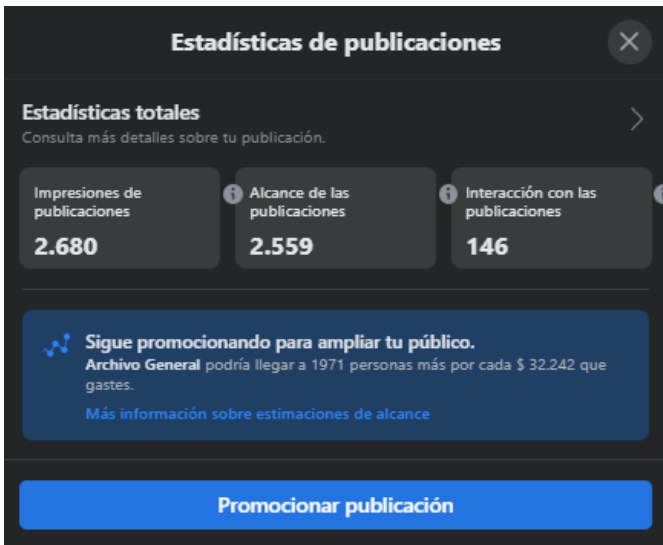 Estadísticas de publicaciones
Estadísticas totales
Consulta más detalles sobre tu publicación.
Impresiones de
publicaciones
2.680
Alcance de las
publicaciones
2.559
Interacción con las
publicaciones
146
Sigue promocionando para ampliar tu público.
Archivo General podría llegar a 1971 personas más por cada $ 32.242 que
gastes.
Más información sobre estimaciones de alcance
Promocionar publicación